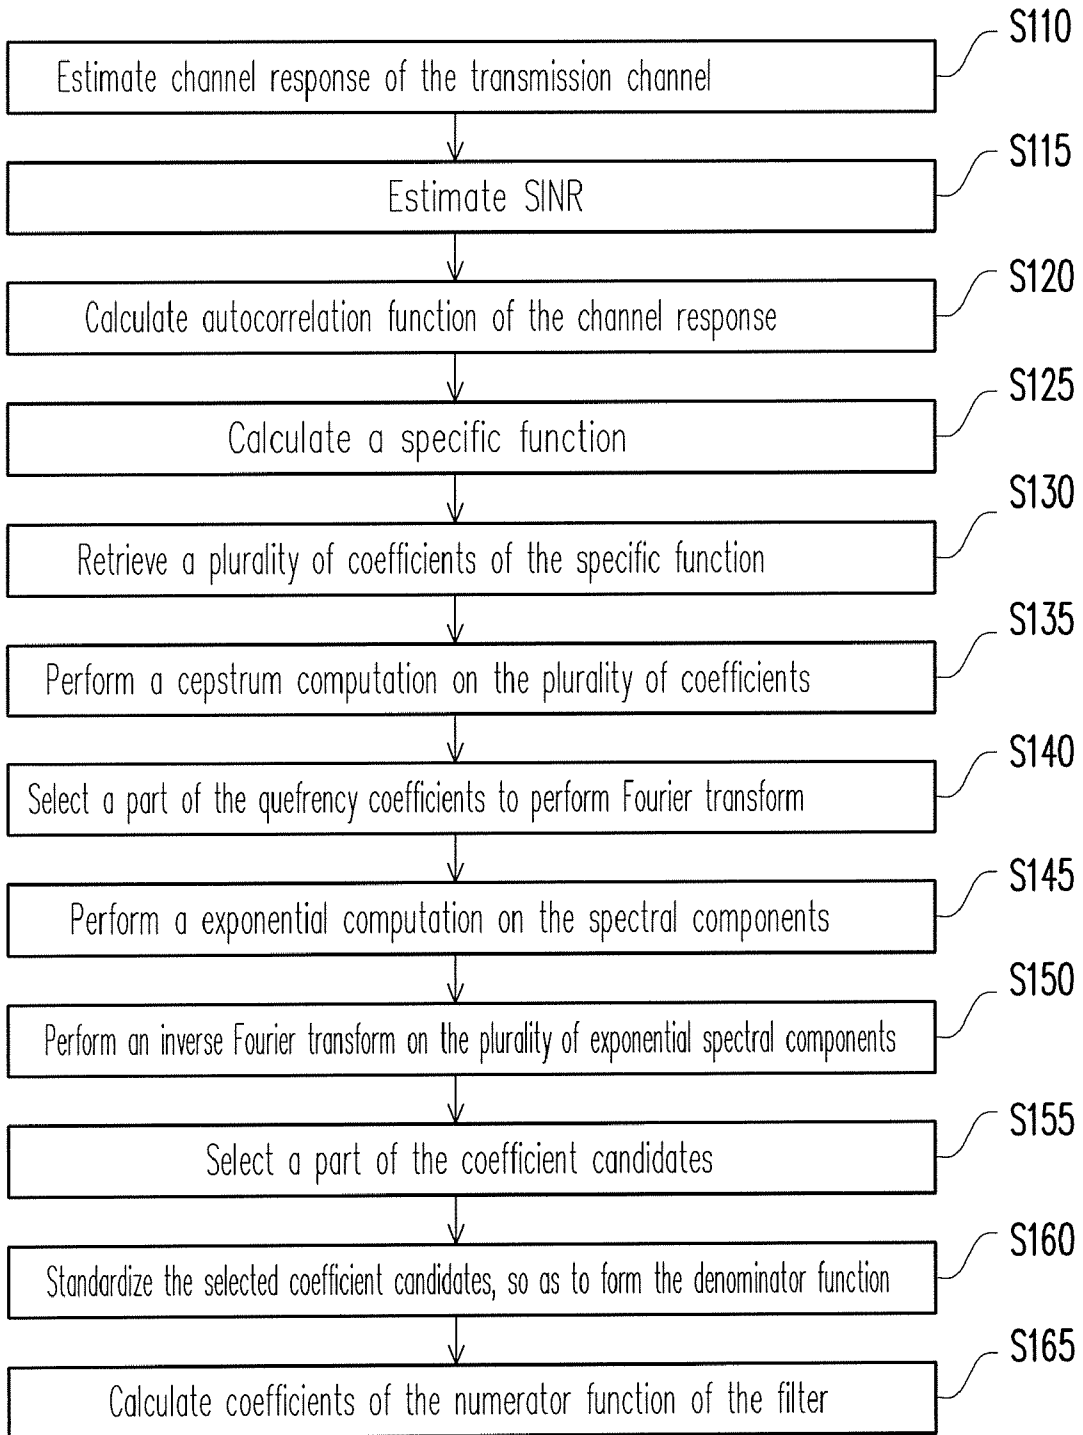 S110
Estimate channel response of the transmission channel
S115
Estimate SINR
S120
Calculate autocorrelation function of the channel response
S125
Calculate a specific function
S130
Retrieve a plurality of coefficients of the specific function
S135
Perform a cepstrum computation on the plurality of coefficients
S140
Select a part of the quefrency coefficients to perform Fourier transform
S145
Perform a exponential computation on the spectral components
S150
Perform an inverse Fourier transform on the plurality of exponential spectral components
S155
Select a part of the coefficient candidates
S160
Standardize the selected coefficient candidates, so as to form the denominator function
S165
Calculate coefficients of the numerator function of the filter